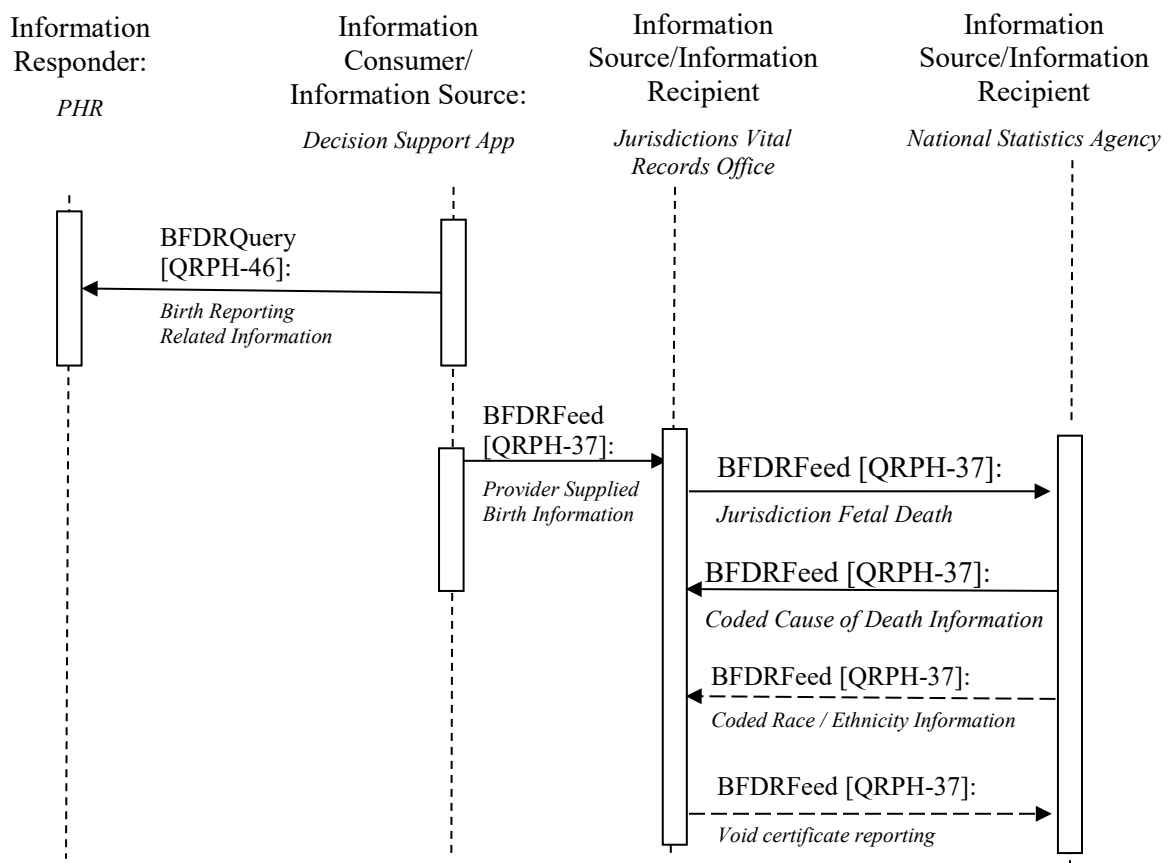 Information
Responder:
PHR
Information
Consumer/
Information Source:
Decision Support App
Information
Source/Information
Recipient
Jurisdictions Vital
Records Office
Information
Source/Information
Recipient
National Statistics Agency
BFDRQuery
[QRPH-46]:
Birth Reporting
Related Information
BFDRFeed
[QRPH-37]:
Provider Supplied
Birth Information
BFDRFeed [QRPH-37]:
Jurisdiction Fetal Death
BFDRFeed [QRPH-37]:
Coded Cause of Death Information
BFDRFeed [QRPH-37]:
Coded Race / Ethnicity Information
BFDRFeed [QRPH-37]:
Void certificate reporting